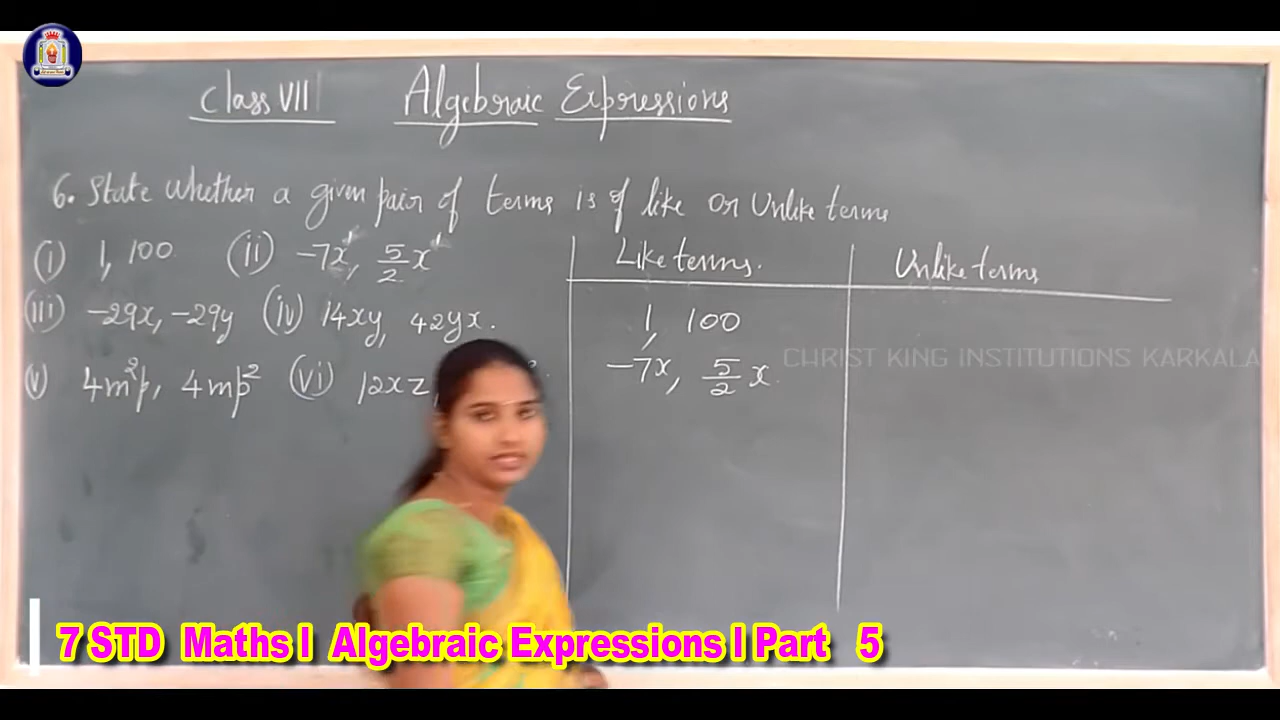 Class VII Algebraic Expressions
6. State whether a given pair of terms is of like or Unlike terms
(i) 1, 100 (ii) -7x¹, 5/2 x¹
(iii) -29x, -29y (iv) 14xy, 42yx.
(v) 4m²p, 4mp² (vi) 12xz,
Like terms. Unlike terms
1, 100
-7x, 5/2 x.
CHRIST KING INSTITUTIONS KARKALA
7 STD Maths I Algebraic Expressions I Part 5